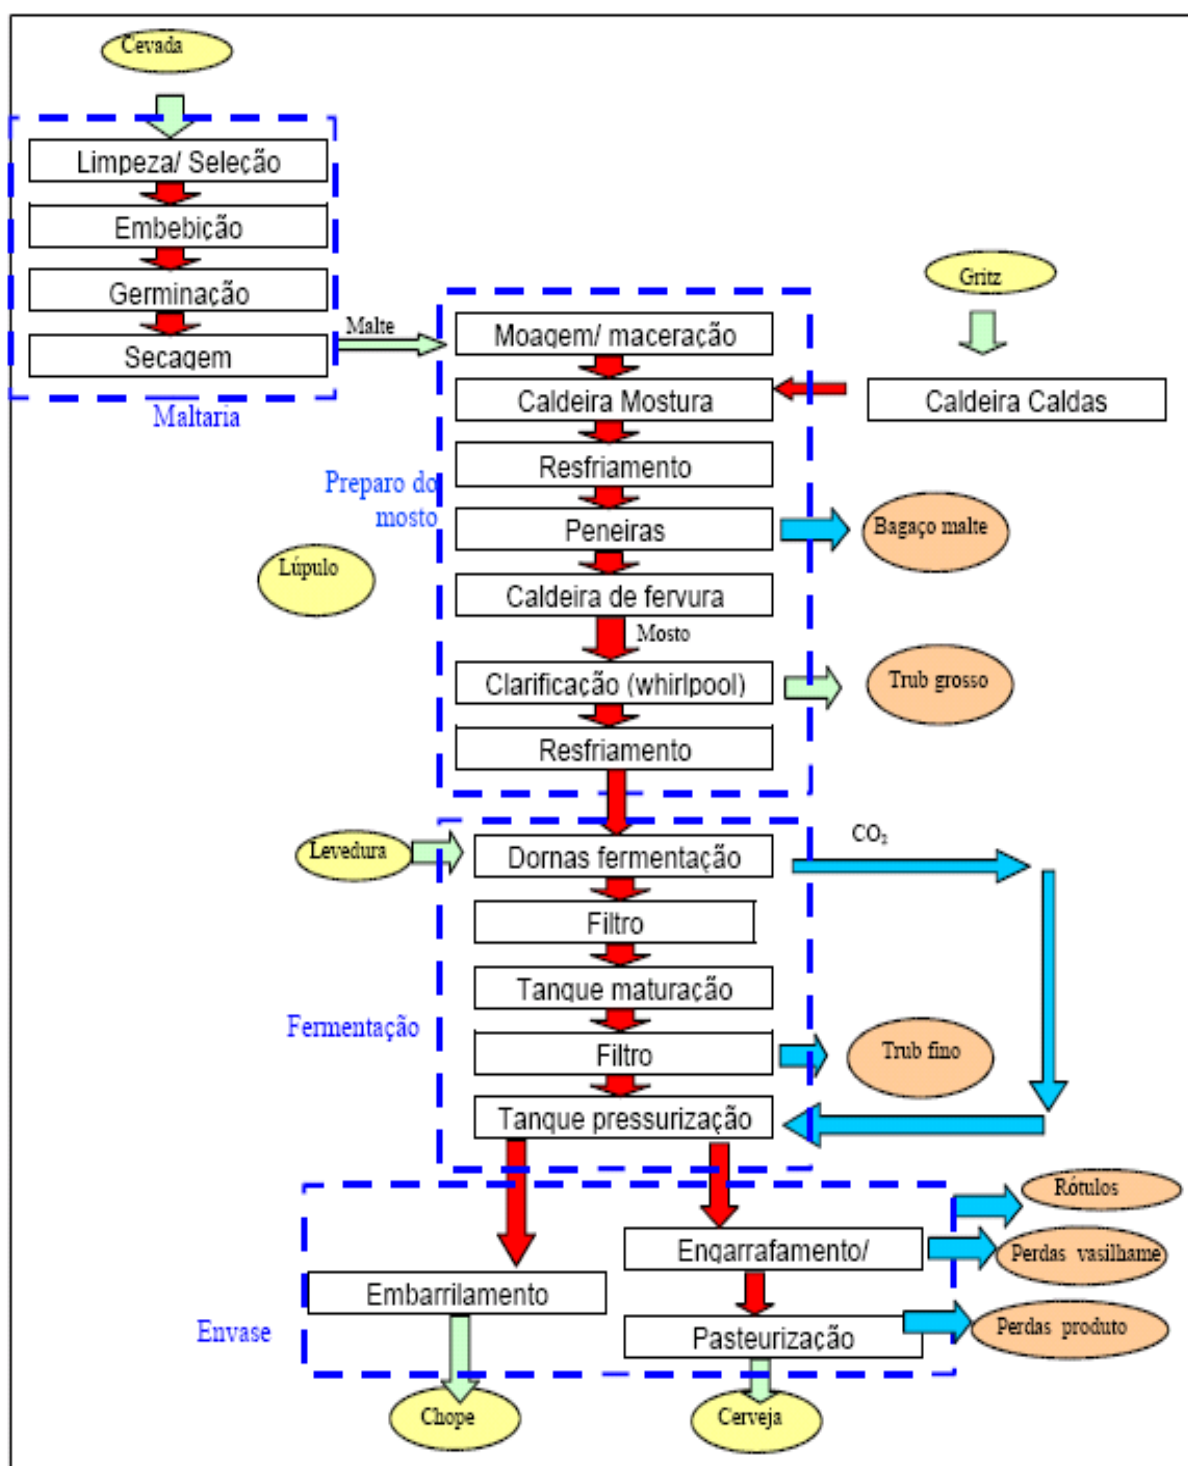 Cevada
Limpeza/ Seleção
Embebição
Germinação
Secagem
Maltaria
Malte
Gritz
Moagem/ maceração
Caldeira Mostura
Caldeira Caldas
Resfriamento
Preparo do
mosto
Peneiras
Bagaço malte
Lúpulo
Caldeira de fervura
Mosto
Clarificação (whirlpool)
Trub grosso
Resfriamento
Levedura
Dornas fermentação
CO₂
Filtro
Tanque maturação
Fermentação
Filtro
Trub fino
Tanque pressurização
Rótulos
Engarrafamento/
Perdas vasilhame
Embarrilamento
Envase
Pasteurização
Perdas produto
Chope
Cerveja